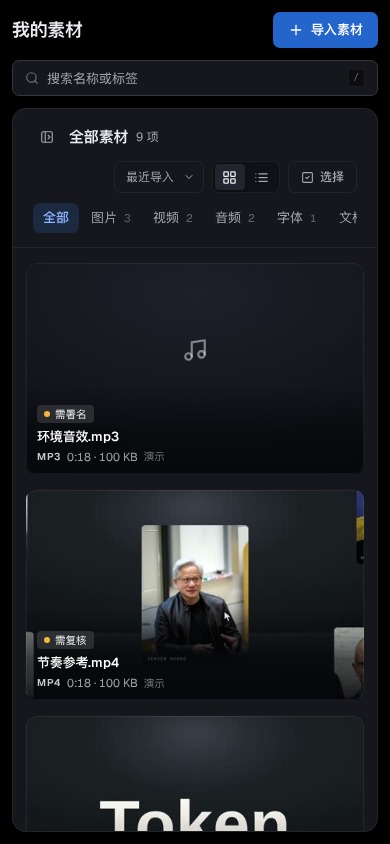 我的素材
导入素材
搜索名称或标签
/
全部素材 9 项
最近导入
选择
全部 图片 3 视频 2 音频 2 字体 1 文
需署名
环境音效.mp3
MP3 0:18 · 100 KB 演示
JENSEN HUANG
需复核
节奏参考.mp4
MP4 0:18 · 100 KB 演示
Token